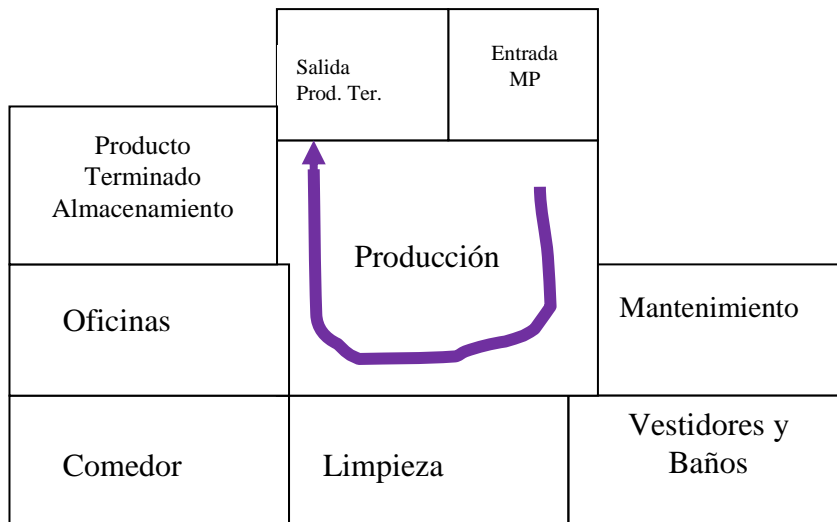 Salida
Prod. Ter.
Entrada
MP
Producto
Terminado
Almacenamiento
Producción
Oficinas
Mantenimiento
Comedor
Limpieza
Vestidores y
Baños